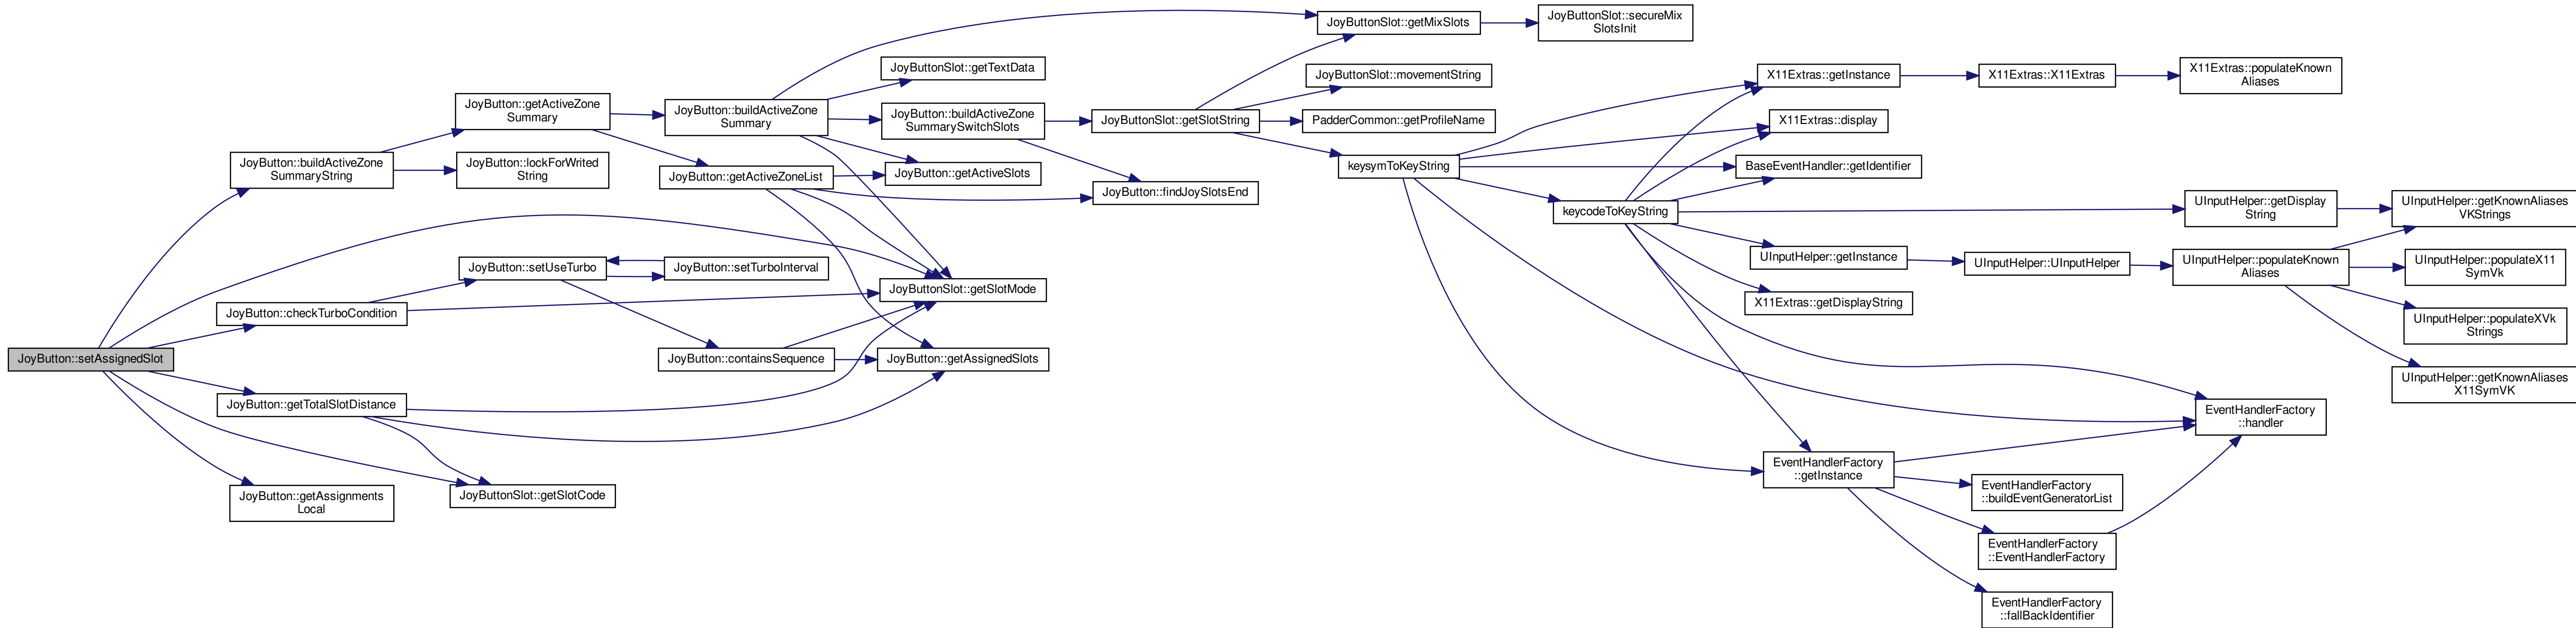 JoyButton::setAssignedSlot
JoyButton::buildActiveZone
SummaryString
JoyButton::checkTurboCondition
JoyButton::getTotalSlotDistance
JoyButton::getAssignments
Local
JoyButton::getActiveZone
Summary
JoyButton::lockForWrited
String
JoyButton::setUseTurbo
JoyButtonSlot::getSlotCode
JoyButton::buildActiveZone
Summary
JoyButton::getActiveZoneList
JoyButton::setTurboInterval
JoyButton::containsSequence
JoyButtonSlot::getTextData
JoyButton::buildActiveZone
SummarySwitchSlots
JoyButton::getActiveSlots
JoyButtonSlot::getSlotMode
JoyButton::getAssignedSlots
JoyButtonSlot::getSlotString
JoyButton::findJoySlotsEnd
JoyButtonSlot::getMixSlots
JoyButtonSlot::movementString
PadderCommon::getProfileName
keysymToKeyString
JoyButtonSlot::secureMix
SlotsInit
keycodeToKeyString
X11Extras::getInstance
X11Extras::display
BaseEventHandler::getIdentifier
UInputHelper::getInstance
X11Extras::getDisplayString
EventHandlerFactory
::getInstance
X11Extras::X11Extras
UInputHelper::UInputHelper
EventHandlerFactory
::buildEventGeneratorList
EventHandlerFactory
::EventHandlerFactory
EventHandlerFactory
::fallBackIdentifier
X11Extras::populateKnown
Aliases
UInputHelper::getDisplay
String
UInputHelper::populateKnown
Aliases
EventHandlerFactory
::handler
UInputHelper::getKnownAliases
VKStrings
UInputHelper::populateX11
SymVk
UInputHelper::populateXVk
Strings
UInputHelper::getKnownAliases
X11SymVK